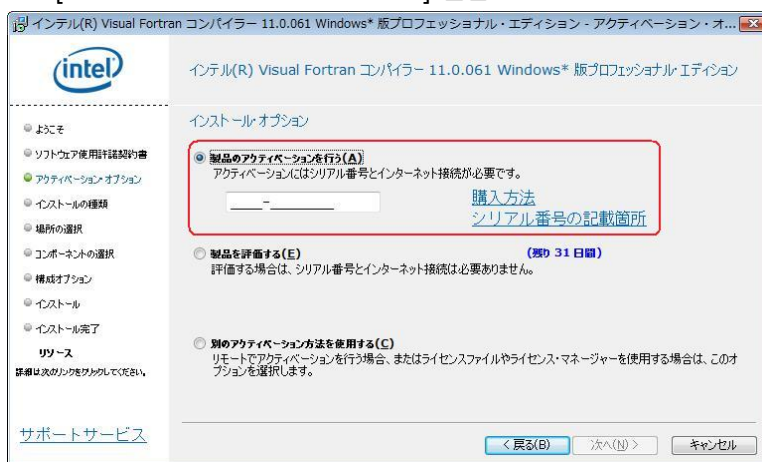 インテル(R) Visual Fortran コンパイラー 11.0.061 Windows* 版プロフェッショナル・エディション - アクティベーション・オ...
intel
インテル(R) Visual Fortran コンパイラー 11.0.061 Windows* 版プロフェッショナル・エディション
ようこそ
ソフトウェア使用許諾契約書
アクティベーション・オプション
インストールの種類
場所の選択
コンポーネントの選択
構成オプション
インストール
インストール完了
リソース
詳細は次のリンクをクリックしてください。
サポートサービス
インストール・オプション
製品のアクティベーションを行う(A)
アクティベーションにはシリアル番号とインターネット接続が必要です。
____-________
購入方法
シリアル番号の記載箇所
製品を評価する(E)
(残り 31 日間)
評価する場合は、シリアル番号とインターネット接続は必要ありません。
別のアクティベーション方法を使用する(C)
リモートでアクティベーションを行う場合、またはライセンスファイルやライセンス・マネージャーを使用する場合は、このオ
プションを選択します。
< 戻る(B)
次へ(N) >
キャンセル